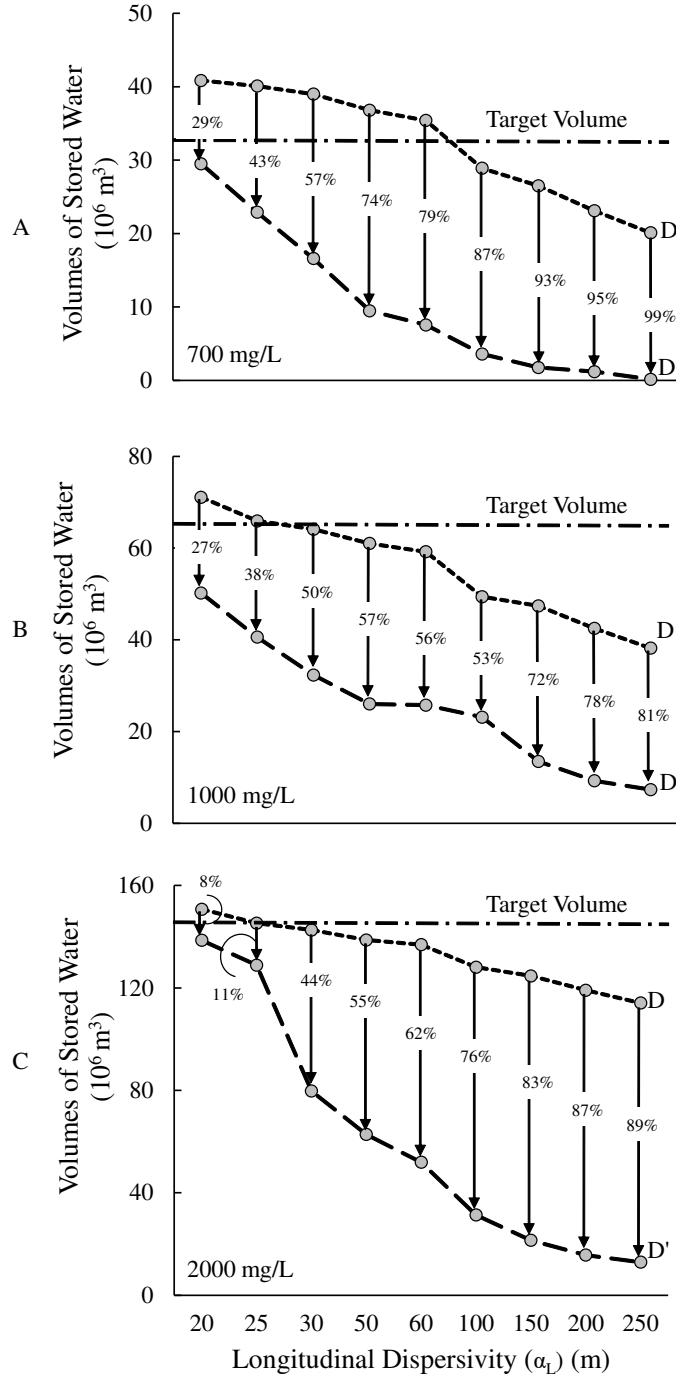 50
40
30
20
10
0
Volumes of Stored Water
(10⁶ m³)
A
Target Volume
29%
43%
57%
74%
79%
87%
93%
95%
99%
D
D
700 mg/L
80
60
40
20
0
Volumes of Stored Water
(10⁶ m³)
B
Target Volume
27%
38%
50%
57%
56%
53%
72%
78%
81%
D
D
1000 mg/L
160
120
80
40
0
Volumes of Stored Water
(10⁶ m³)
C
Target Volume
8%
11%
44%
55%
62%
76%
83%
87%
89%
D
D'
2000 mg/L
20 25 30 50 60 100 150 200 250
Longitudinal Dispersivity (α_L) (m)